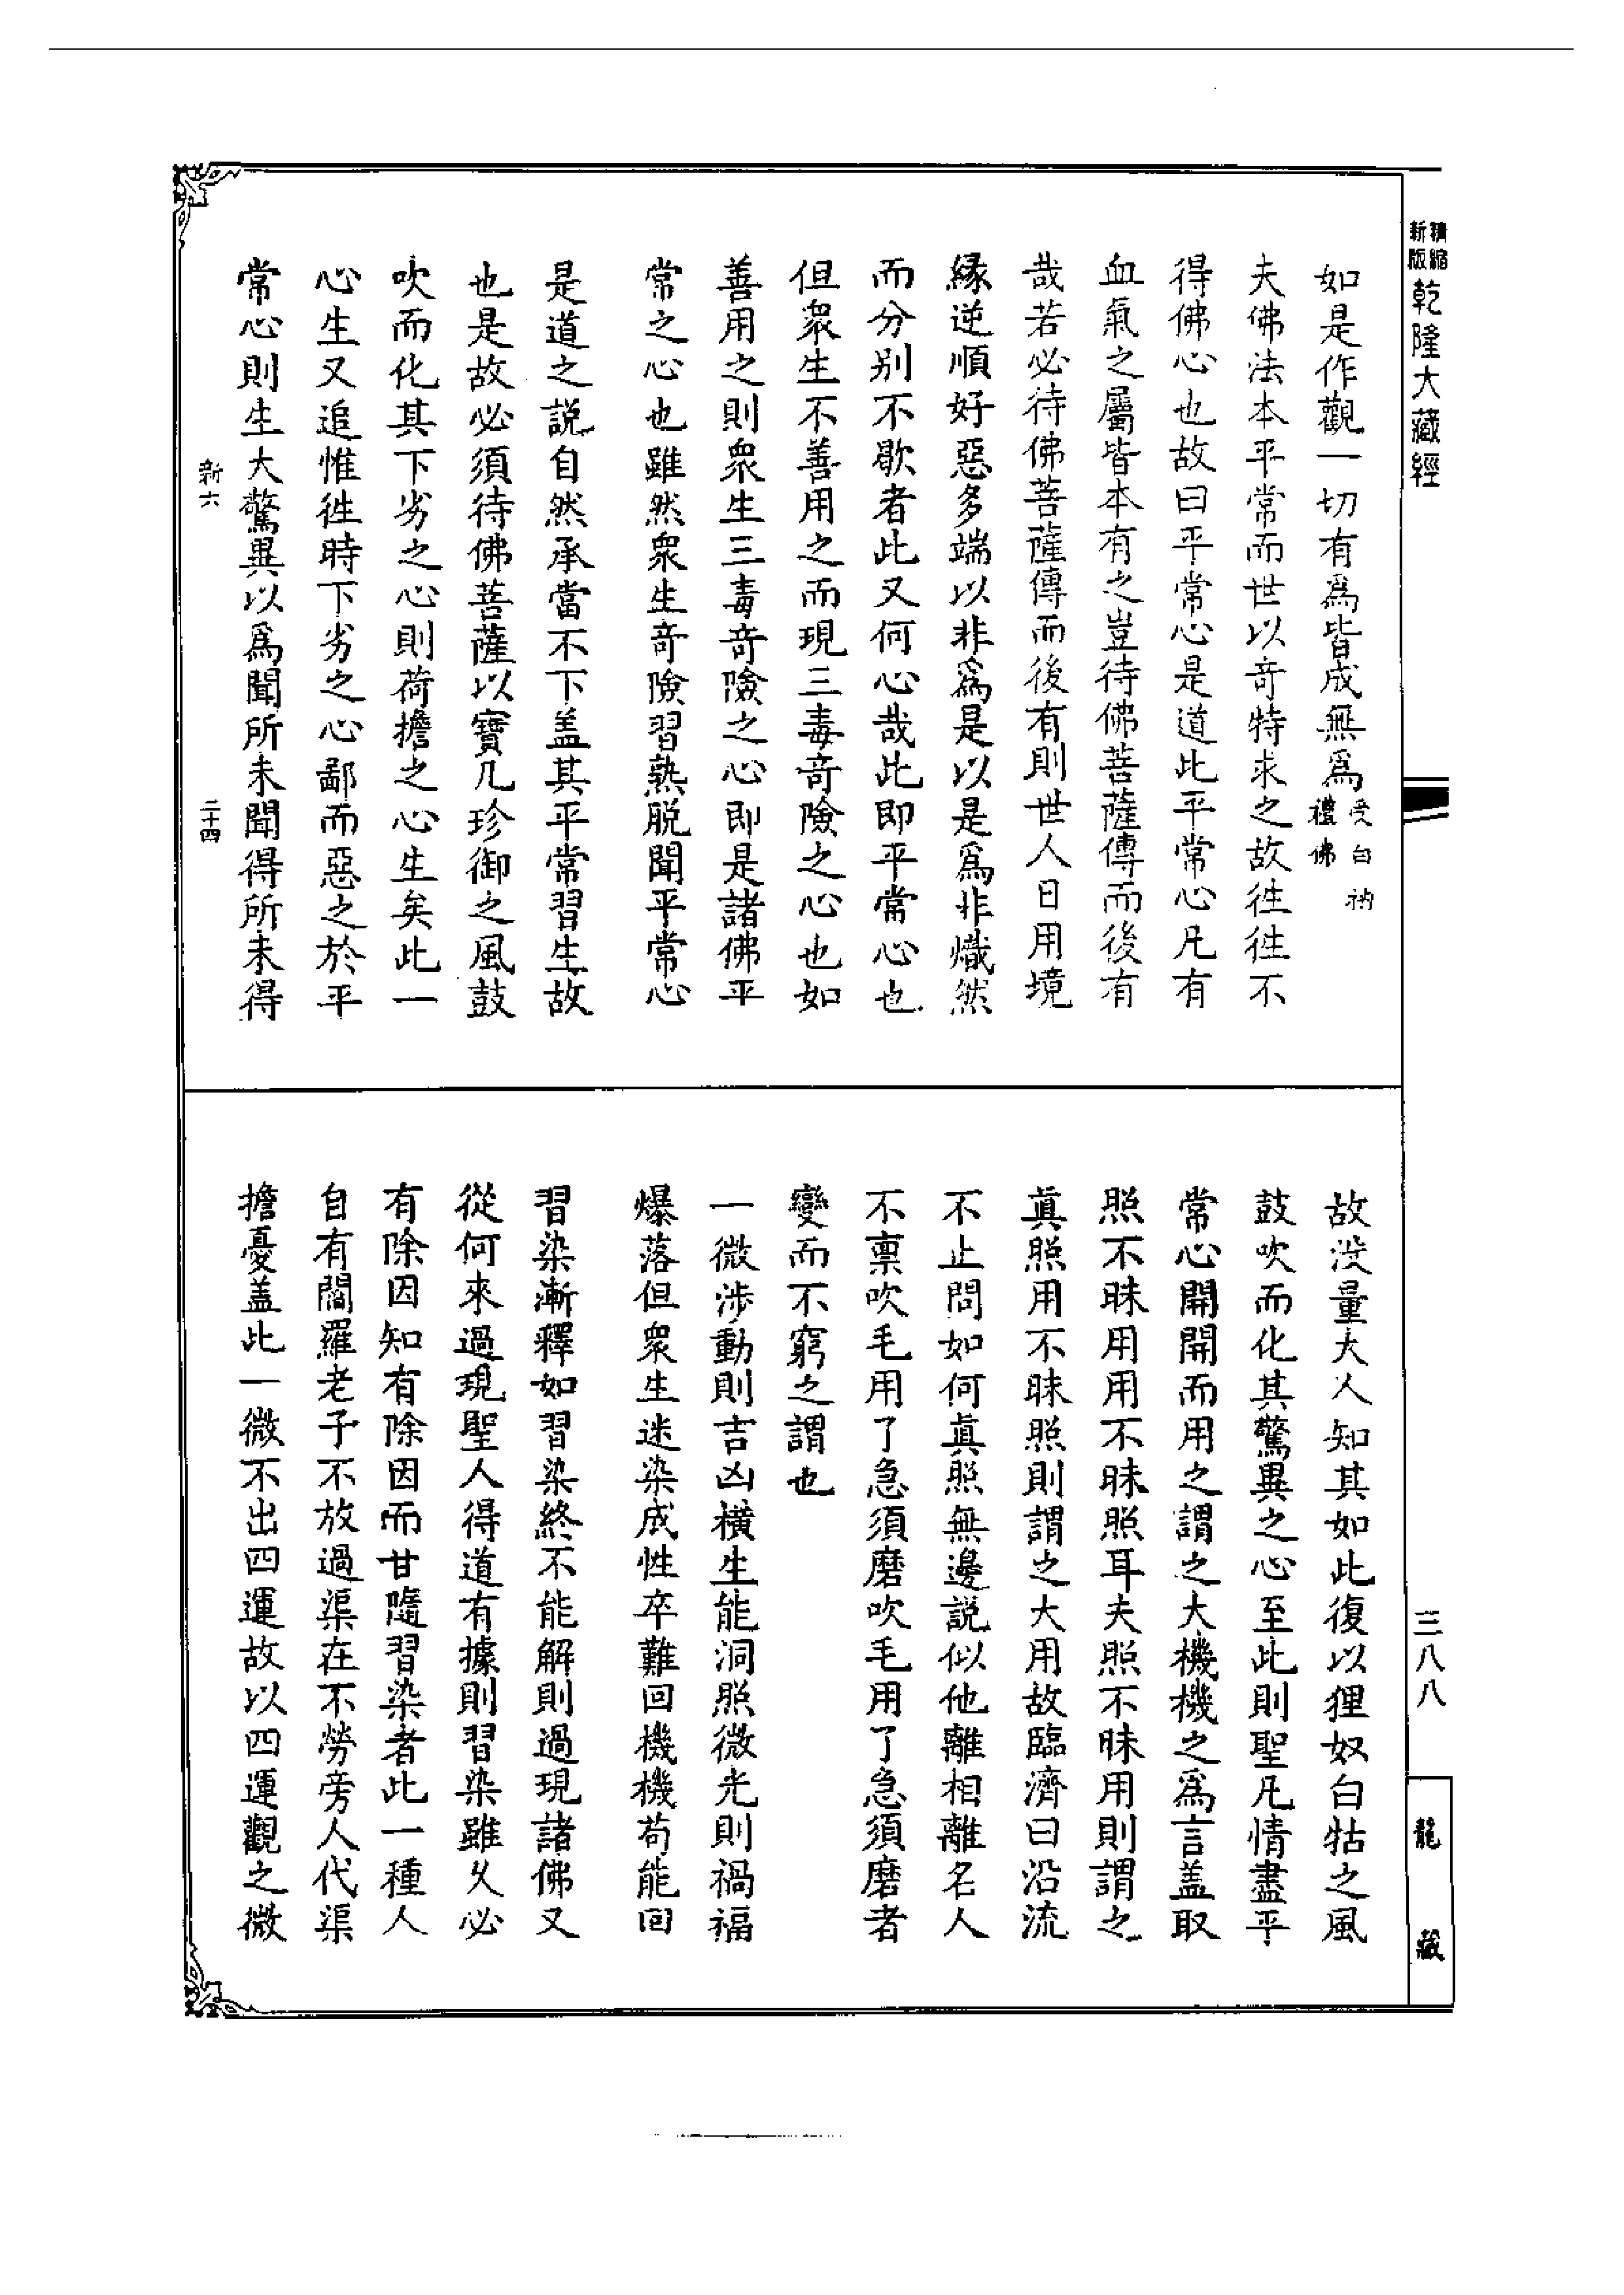 新版精縮
乾隆大藏經
三八八
龍藏
如是作觀一切有爲皆成無爲受白衲禮佛
夫佛法本平常而世以奇特求之故徃徃不
得佛心也故曰平常心是道此平常心凡有
血氣之屬皆本有之豈待佛菩薩傳而後有
哉若必待佛菩薩傳而後有則世人日用境
緣逆順好惡多端以非爲是以是爲非熾然
而分别不歇者此又何心哉此即平常心也
但衆生不善用之而現三毒奇險之心也如
善用之則衆生三毒奇險之心即是諸佛平
常之心也雖然衆生奇險習熟脱聞平常心
是道之説自然承當不下盖其平常習生故
也是故必須待佛菩薩以寶几珍御之風鼓
吹而化其下劣之心則荷擔之心生矣此一
心生又追惟徃時下劣之心鄙而惡之於平
常心則生大驚異以爲聞所未聞得所未得
新六
二十四
故没量大人知其如此復以狸奴白牯之風
鼓吹而化其驚異之心至此則聖凡情盡平
常心開開而用之謂之大機機之爲言盖取
照不昧用用不昧照耳夫照不昧用則謂之
眞照用不昧照則謂之大用故臨濟曰沿流
不止問如何眞照無邊説似他離相離名人
不禀吹毛用了急須磨吹毛用了急須磨者
變而不窮之謂也
一微涉動則吉凶橫生能洞照微光則禍福
爆落但衆生迷染成性卒難回機機苟能回
習染漸釋如習染終不能解則過現諸佛又
從何來過現聖人得道有據則習染雖久必
有除因知有除因而甘隨習染者此一種人
自有閻羅老子不放過渠在不勞旁人代渠
擔憂盖此一微不出四運故以四運觀之微